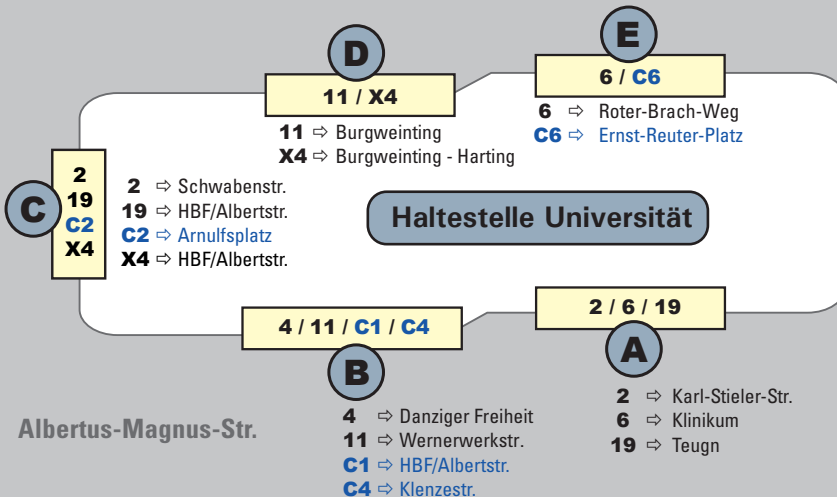 D
11 / X4
11 ⇨ Burgweinting
X4 ⇨ Burgweinting - Harting
E
6 / C6
6 ⇨ Roter-Brach-Weg
C6 ⇨ Ernst-Reuter-Platz
C
2
19
C2
X4
2 ⇨ Schwabenstr.
19 ⇨ HBF/Albertstr.
C2 ⇨ Arnulfsplatz
X4 ⇨ HBF/Albertstr.
Haltestelle Universität
4 / 11 / C1 / C4
B
4 ⇨ Danziger Freiheit
11 ⇨ Wernerwerkstr.
C1 ⇨ HBF/Albertstr.
C4 ⇨ Klenzestr.
2 / 6 / 19
A
2 ⇨ Karl-Stieler-Str.
6 ⇨ Klinikum
19 ⇨ Teugn
Albertus-Magnus-Str.